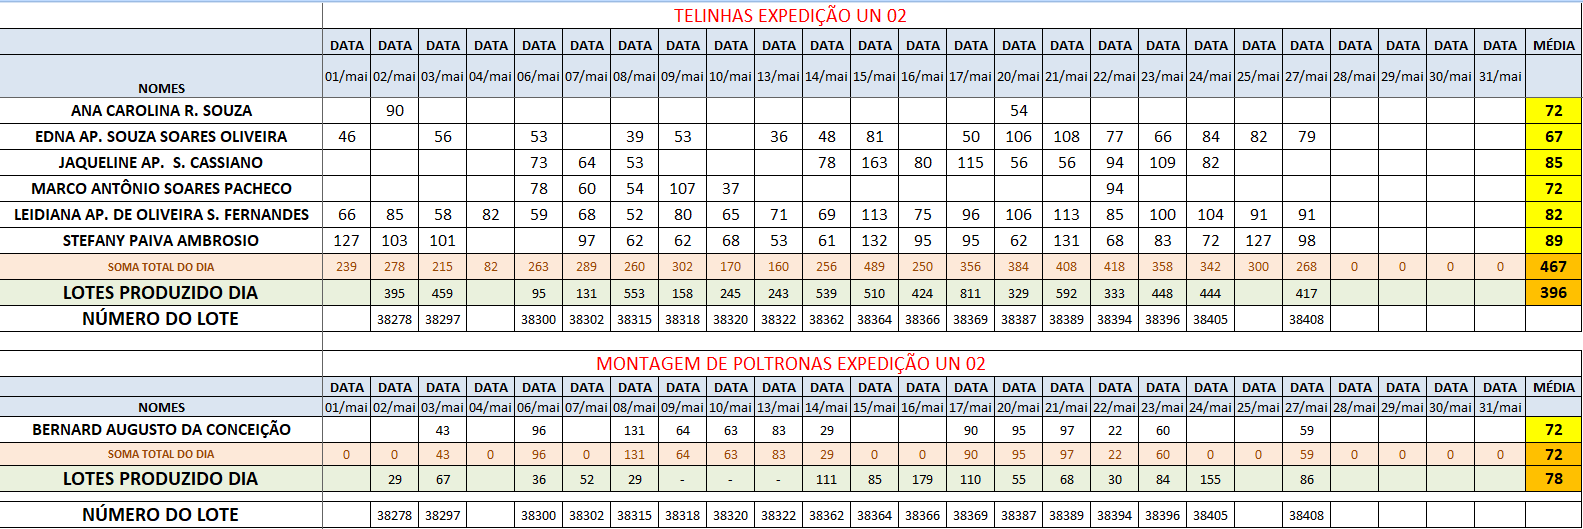 TELINHAS EXPEDIÇÃO UN 02
DATA DATA DATA DATA DATA DATA DATA DATA DATA DATA DATA DATA DATA DATA DATA DATA DATA DATA DATA DATA DATA DATA DATA DATA DATA MÉDIA
NOMES 01/mai 02/mai 03/mai 04/mai 06/mai 07/mai 08/mai 09/mai 10/mai 13/mai 14/mai 15/mai 16/mai 17/mai 20/mai 21/mai 22/mai 23/mai 24/mai 25/mai 27/mai 28/mai 29/mai 30/mai 31/mai
ANA CAROLINA R. SOUZA 90 54 72
EDNA AP. SOUZA SOARES OLIVEIRA 46 56 53 39 53 36 48 81 50 106 108 77 66 84 82 79 67
JAQUELINE AP. S. CASSIANO 73 64 53 78 163 80 115 56 56 94 109 82 85
MARCO ANTÔNIO SOARES PACHECO 78 60 54 107 37 94 72
LEIDIANA AP. DE OLIVEIRA S. FERNANDES 66 85 58 82 59 68 52 80 65 71 69 113 75 96 106 113 85 100 104 91 91 82
STEFANY PAIVA AMBROSIO 127 103 101 97 62 62 68 53 61 132 95 95 62 131 68 83 72 127 98 89
SOMA TOTAL DO DIA 239 278 215 82 263 289 260 302 170 160 256 489 250 356 384 408 418 358 342 300 268 0 0 0 0 467
LOTES PRODUZIDO DIA 395 459 95 131 553 158 245 243 539 510 424 811 329 592 333 448 444 417 396
NÚMERO DO LOTE 38278 38297 38300 38302 38315 38318 38320 38322 38362 38364 38366 38369 38387 38389 38394 38396 38405 38408
MONTAGEM DE POLTRONAS EXPEDIÇÃO UN 02
DATA DATA DATA DATA DATA DATA DATA DATA DATA DATA DATA DATA DATA DATA DATA DATA DATA DATA DATA DATA DATA DATA DATA DATA DATA MÉDIA
NOMES 01/mai 02/mai 03/mai 04/mai 06/mai 07/mai 08/mai 09/mai 10/mai 13/mai 14/mai 15/mai 16/mai 17/mai 20/mai 21/mai 22/mai 23/mai 24/mai 25/mai 27/mai 28/mai 29/mai 30/mai 31/mai
BERNARD AUGUSTO DA CONCEIÇÃO 43 96 131 64 63 83 29 90 95 97 22 60 59 72
SOMA TOTAL DO DIA 0 0 43 0 96 0 131 64 63 83 29 0 0 90 95 97 22 60 0 0 59 0 0 0 0 72
LOTES PRODUZIDO DIA 29 67 36 52 29 - - - 111 85 179 110 55 68 30 84 155 86 78
NÚMERO DO LOTE 38278 38297 38300 38302 38315 38318 38320 38322 38362 38364 38366 38369 38387 38389 38394 38396 38405 38408